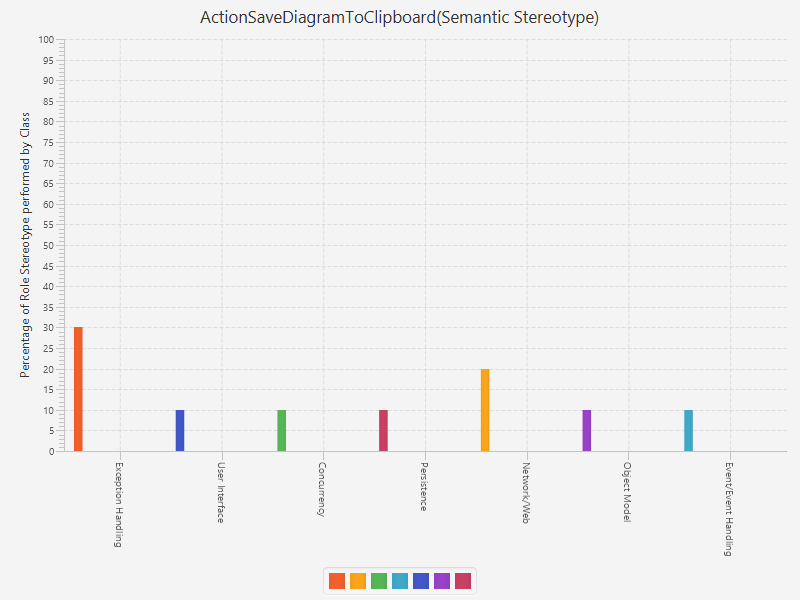 ActionSaveDiagramToClipboard(Semantic Stereotype)
Percentage of Role Stereotype performed by Class
100
95
90
85
80
75
70
65
60
55
50
45
40
35
30
25
20
15
10
5
0
Exception Handling
User Interface
Concurrency
Persistence
Network/Web
Object Model
Event/Event Handling